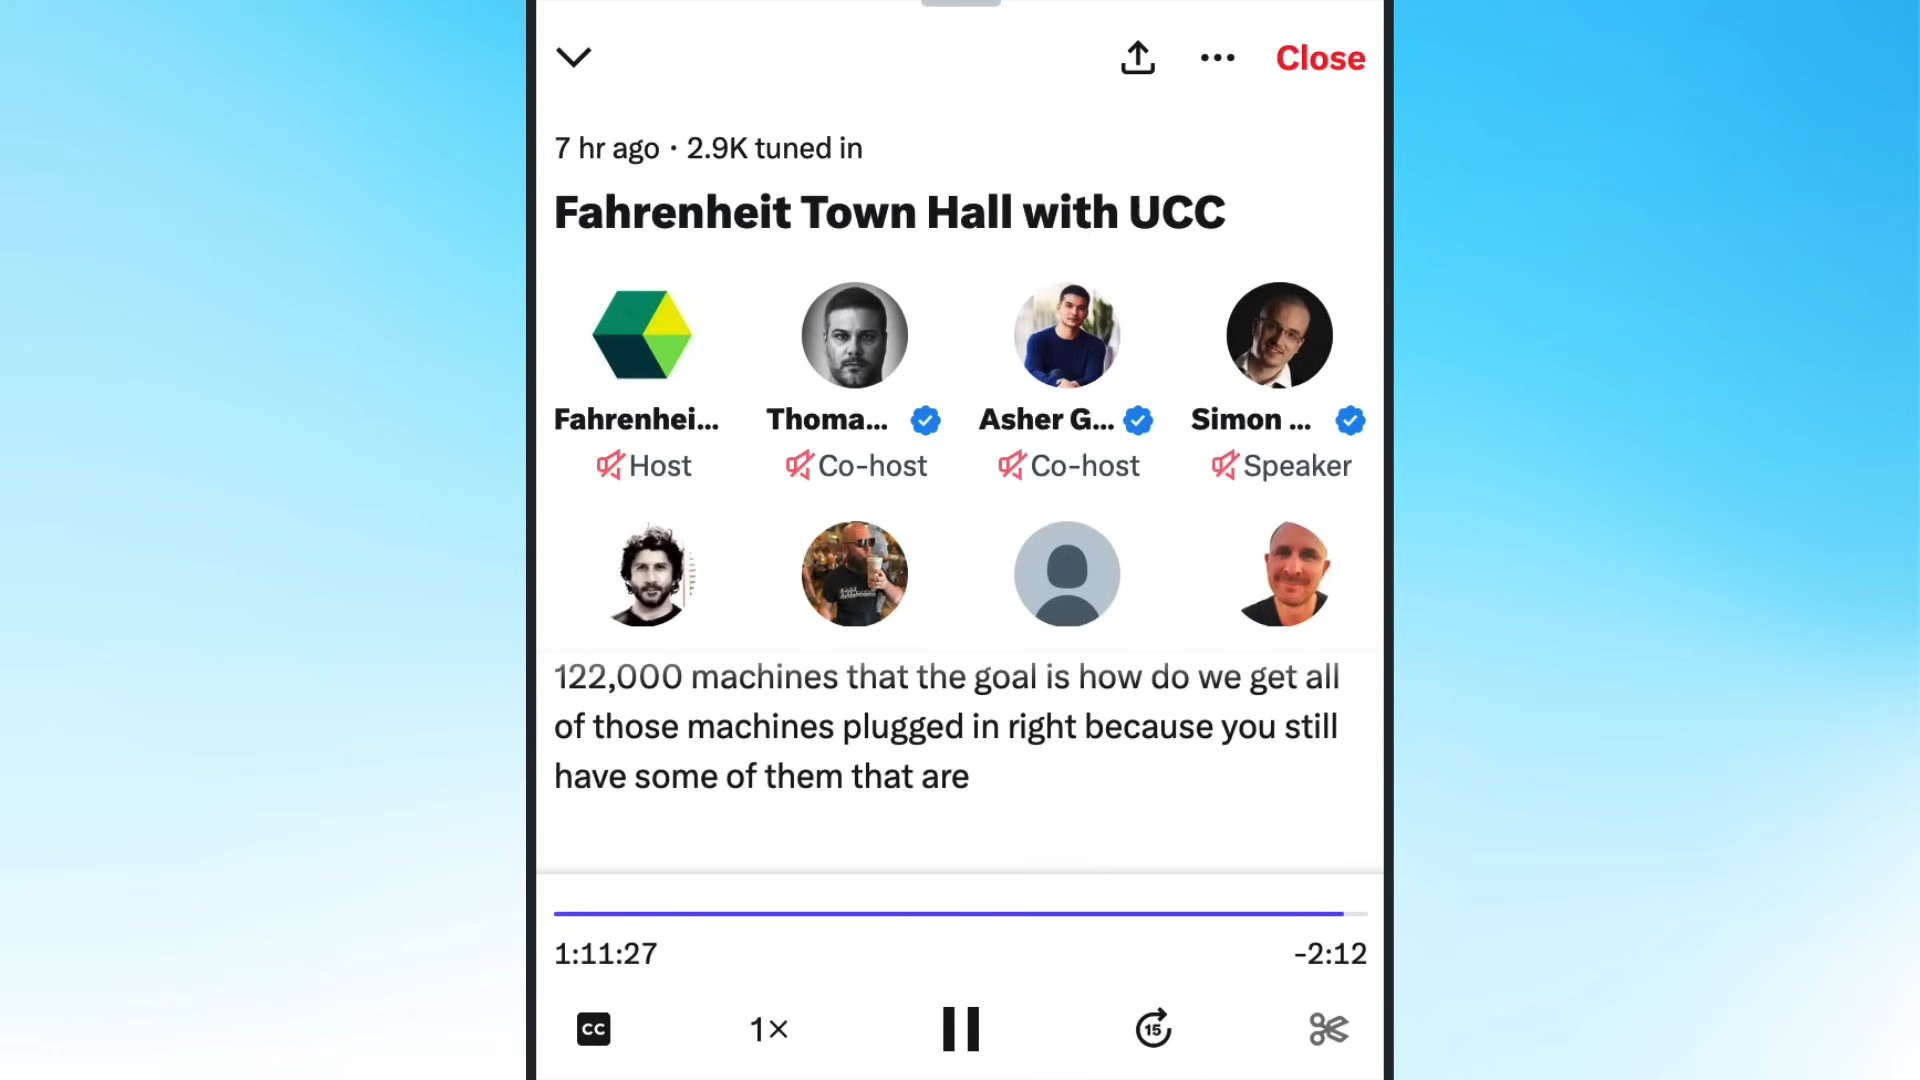 Close
7 hr ago · 2.9K tuned in
Fahrenheit Town Hall with UCC
Fahrenhei... Thoma... Asher G... Simon ...
Host Co-host Co-host Speaker
122,000 machines that the goal is how do we get all
of those machines plugged in right because you still
have some of them that are
1:11:27 -2:12
CC 1× 15